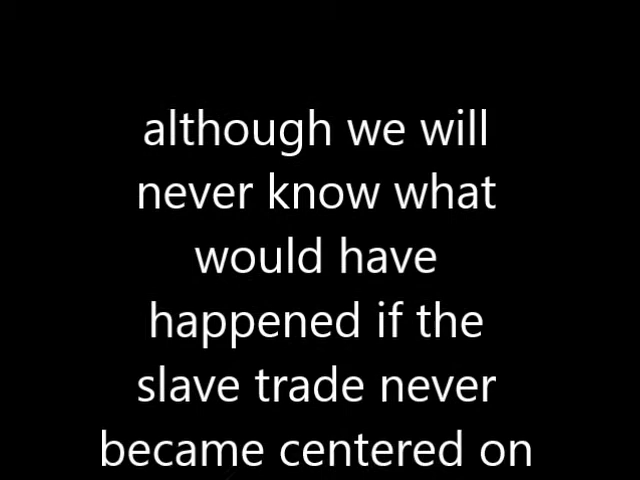 although we will
never know what
would have
happened if the
slave trade never
became centered on